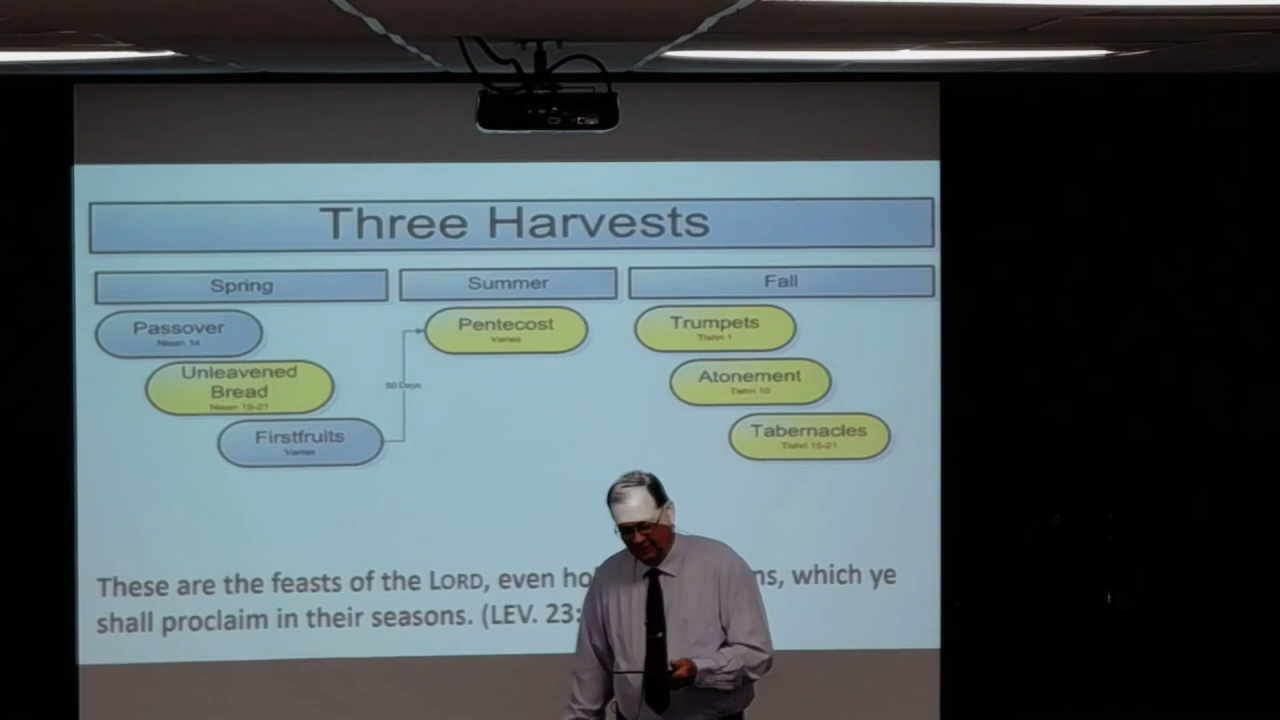 Three Harvests
Spring
Summer
Fall
Passover
Nisan 14
Unleavened
Bread
Nisan 15-21
Firstfruits
Varies
50 Days
Pentecost
Varies
Trumpets
Tishri 1
Atonement
Tishri 10
Tabernacles
Tishri 15-21
These are the feasts of the LORD, even which ye
shall proclaim in their seasons. (LEV. 23: